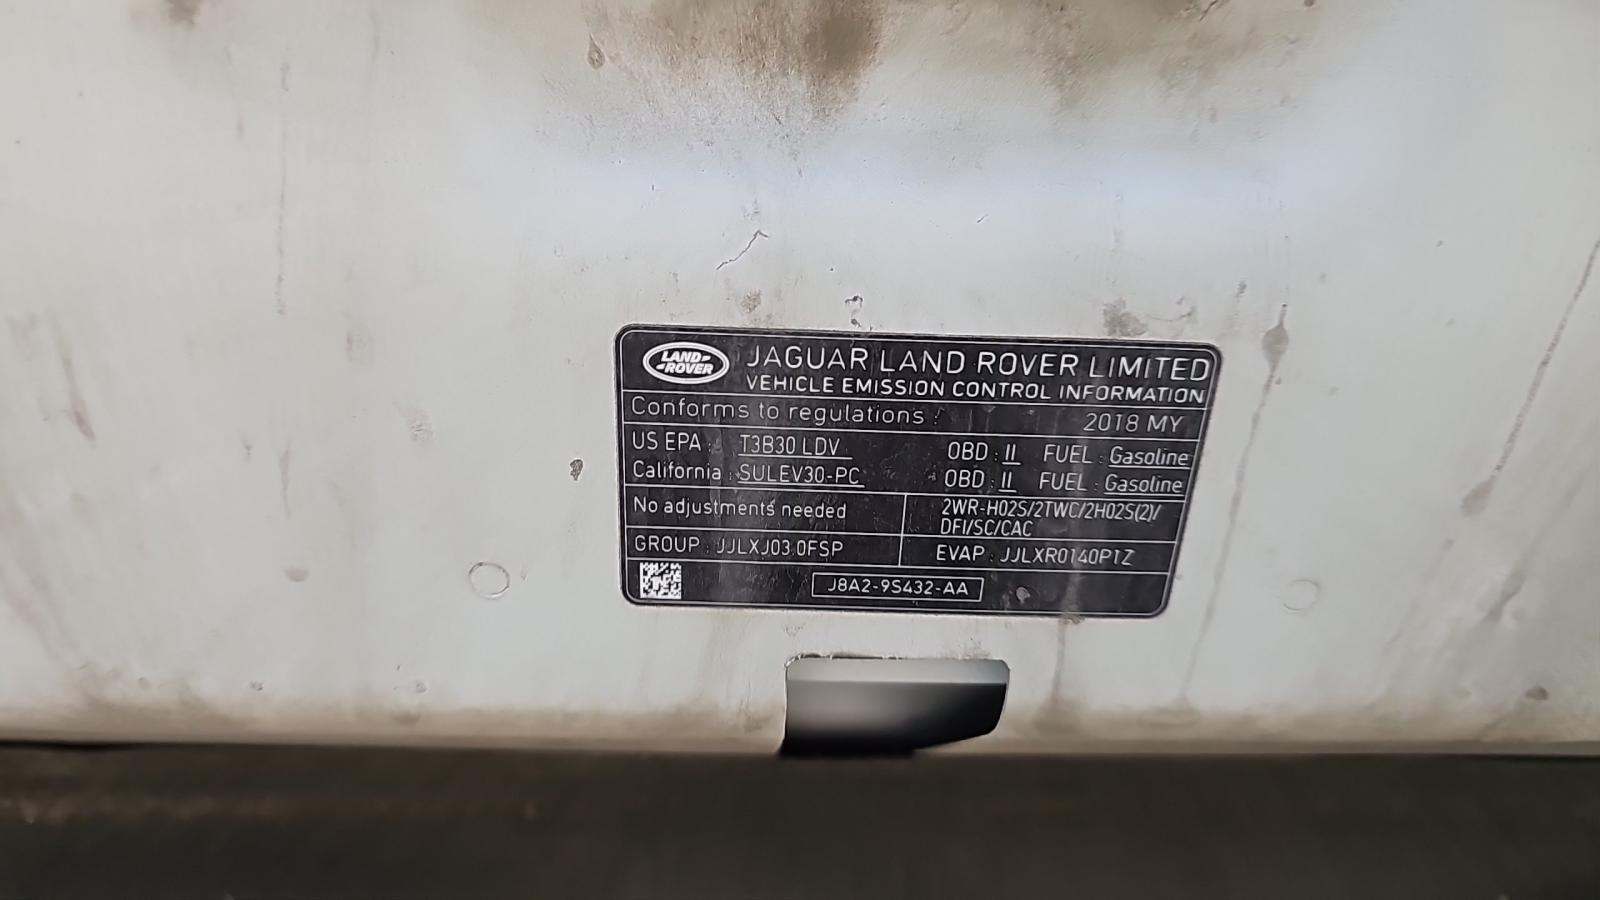 LAND-
-ROVER
JAGUAR LAND ROVER LIMITED
VEHICLE EMISSION CONTROL INFORMATION
Conforms to regulations : 2018 MY
US EPA : T3B30 LDV OBD : II FUEL : Gasoline
California : SULEV30-PC OBD : II FUEL : Gasoline
No adjustments needed
2WR-HO2S/2TWC/2HO2S(2)/
DFI/SC/CAC
GROUP : JJLXJ03.0FSP EVAP : JJLXR0140P1Z
J8A2-9S432-AA